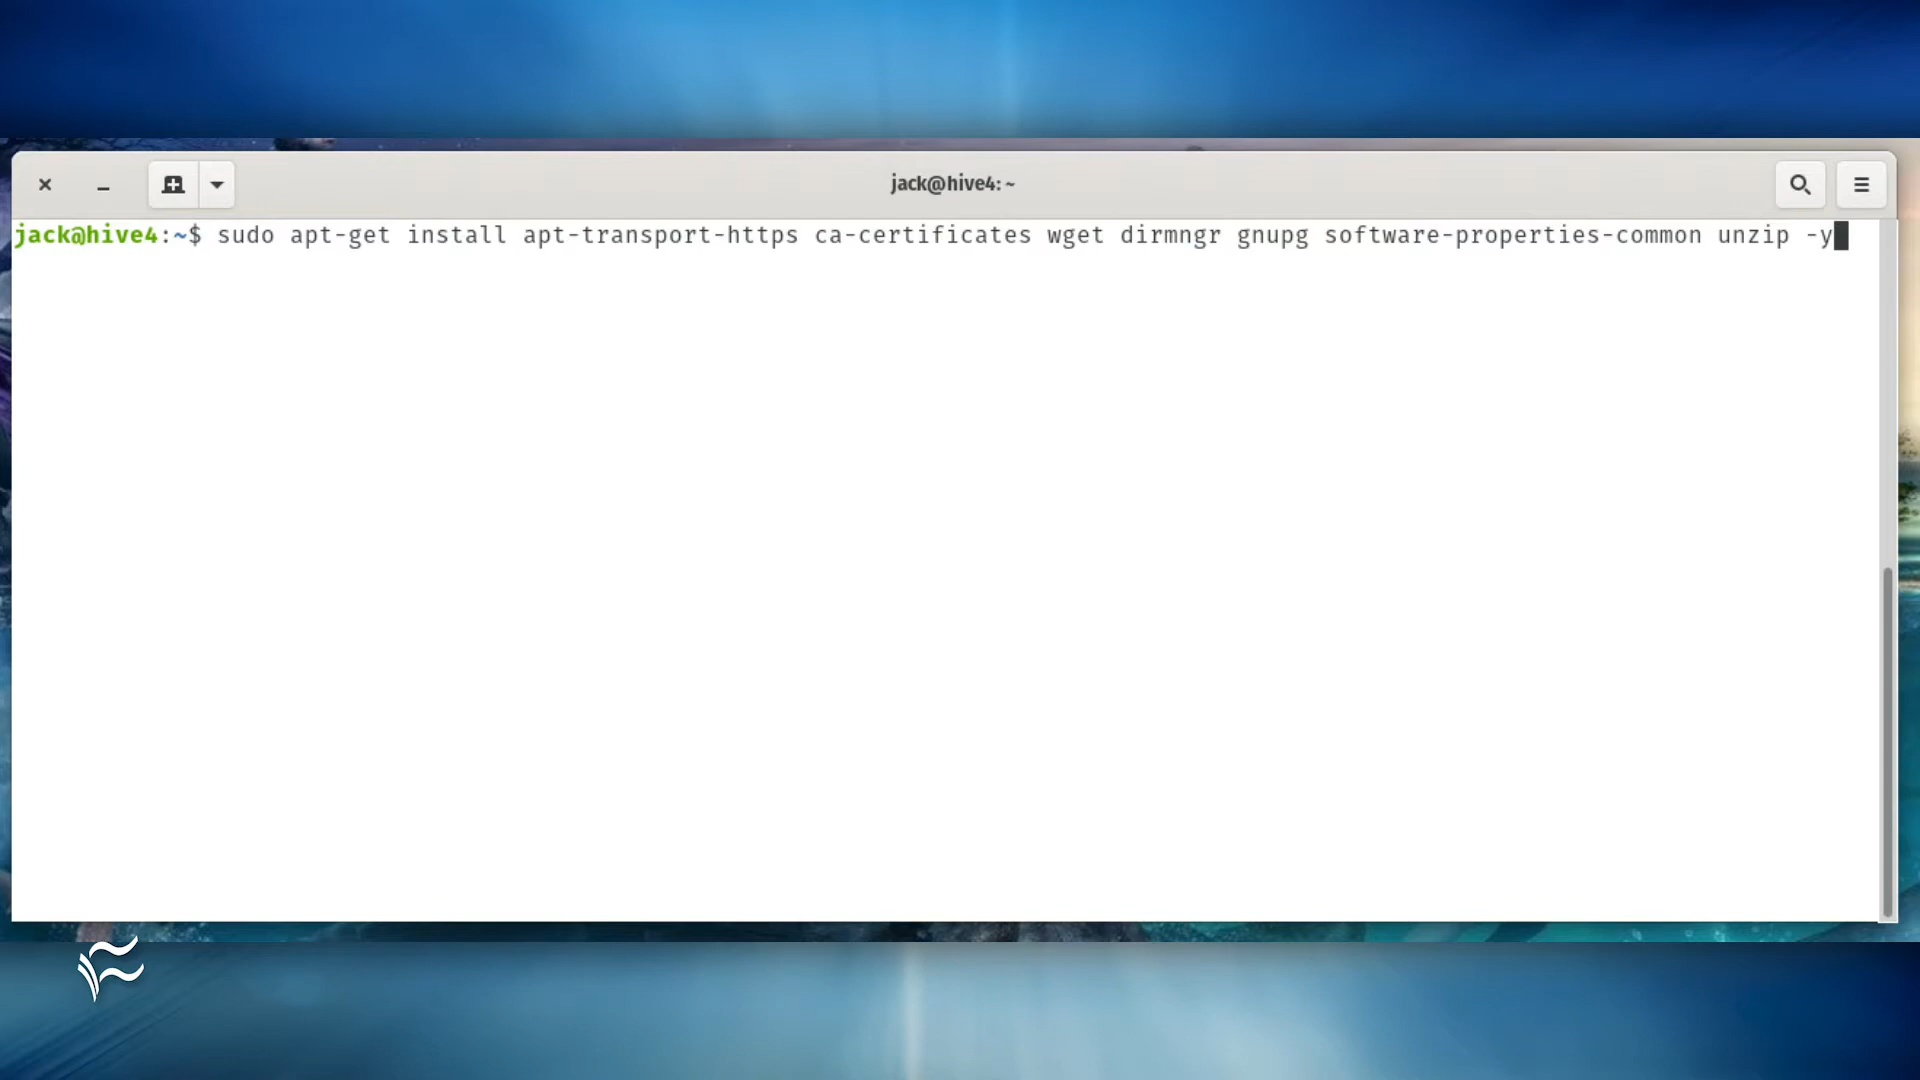 jack@hive4: ~
jack@hive4:~$ sudo apt-get install apt-transport-https ca-certificates wget dirmngr gnupg software-properties-common unzip -y